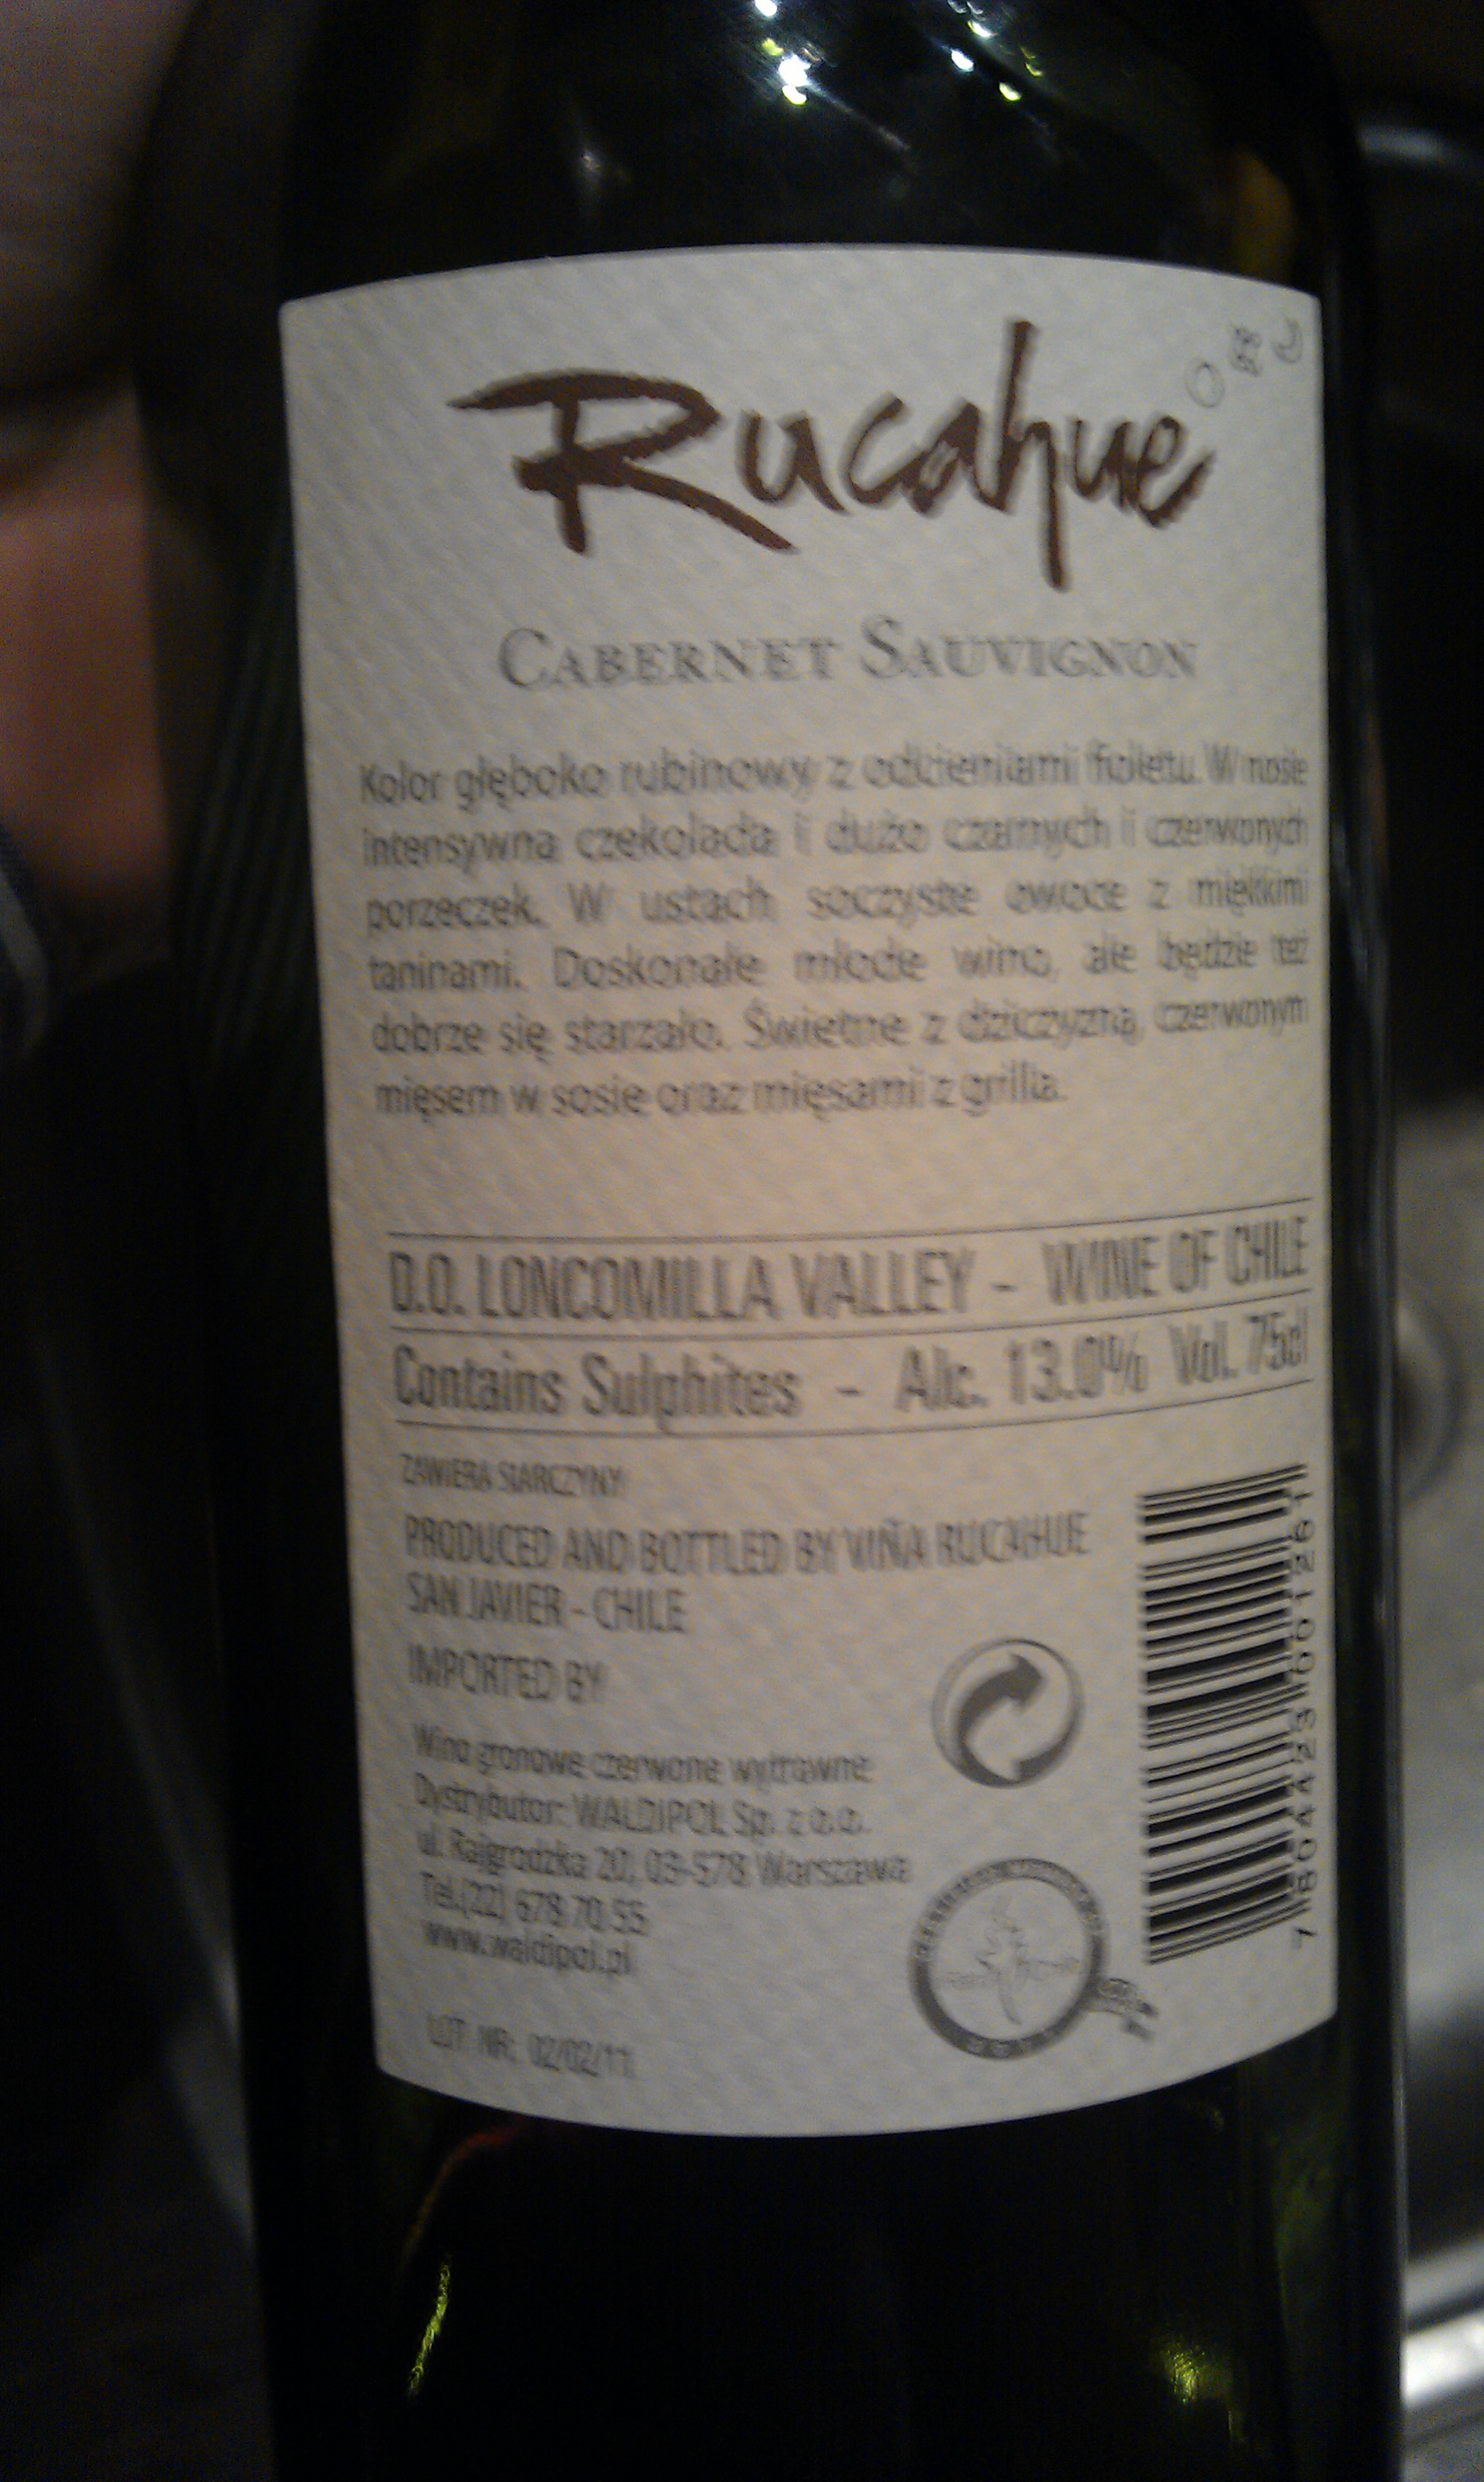 Rucahue
CABERNET SAUVIGNON
Kolor głęboko rubinowy z odcieniami fioletu. W nosie
intensywna czekolada i dużo czarnych i czerwonych
porzeczek. W ustach soczyste owoce z miękkimi
taninami. Doskonałe młode wino, ale będzie też
dobrze się starzało. Świetne z dziczyzną, czerwonym
mięsem w sosie oraz mięsami z grilla.
D.O. LONCOMILLA VALLEY - WINE OF CHILE
Contains Sulphites - Alc. 13.0% Vol. 75cl
ZAWIERA SIARCZYNY
PRODUCED AND BOTTLED BY VIÑA RUCAHUE
SAN JAVIER - CHILE
IMPORTED BY
Wino gronowe czerwone wytrawne
Dystrybutor: WALDIPOL Sp. z o.o.
ul. Rajgrodzka 20, 03-578 Warszawa
Tel.(22) 678 70 55
www.waldipol.pl
LOT. NR: 02/02/11
7 804423 001261